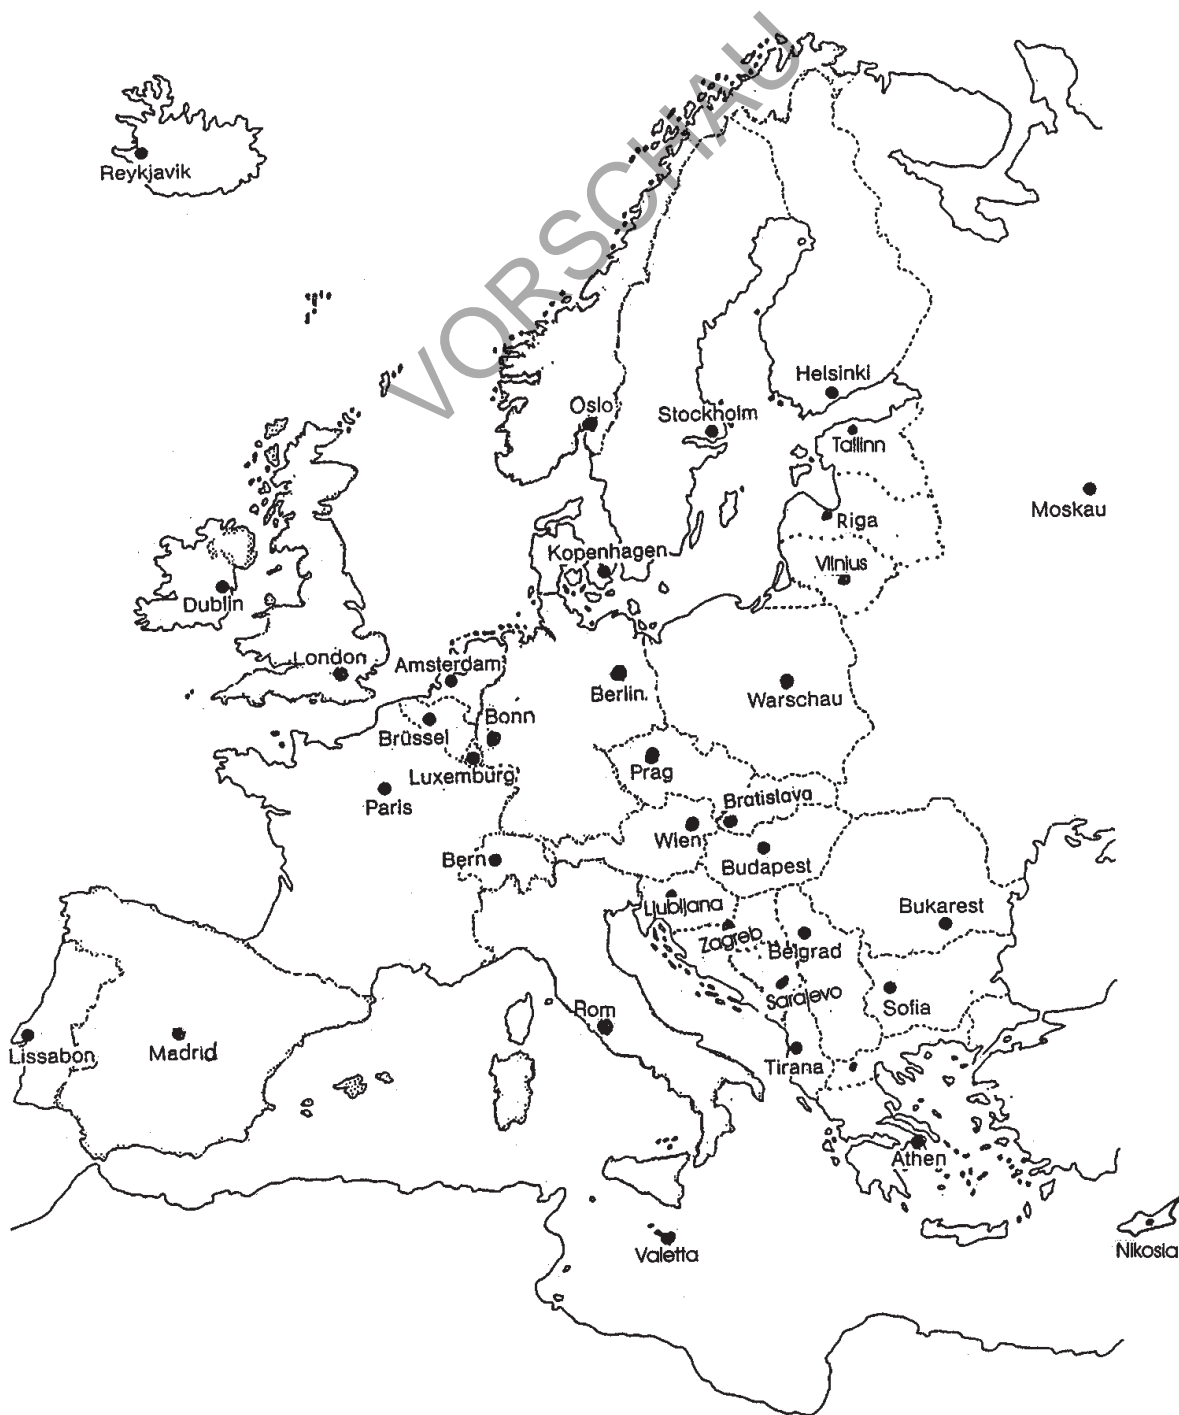 VORSCHAU
Reykjavik
Helsinki
Oslo
Stockholm
Tallinn
Moskau
Riga
Kopenhagen
Vilnius
Dublin
London
Amsterdam
Berlin
Warschau
Bonn
Brüssel
Luxemburg
Prag
Paris
Bratislava
Wien
Bern
Budapest
Ljubljana
Bukarest
Zagreb
Belgrad
Sarajevo
Sofia
Rom
Lissabon
Madrid
Tirana
Athen
Valetta
Nikosia